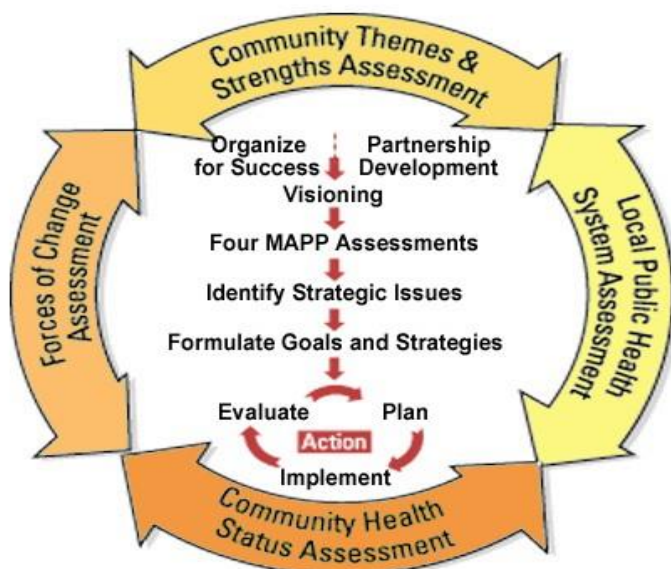 Community Themes &
Strengths Assessment
Organize
for Success
Partnership
Development
Visioning
Four MAPP Assessments
Identify Strategic Issues
Formulate Goals and Strategies
Evaluate
Plan
Action
Implement
Forces of Change
Assessment
Local Public Health
System Assessment
Community Health
Status Assessment